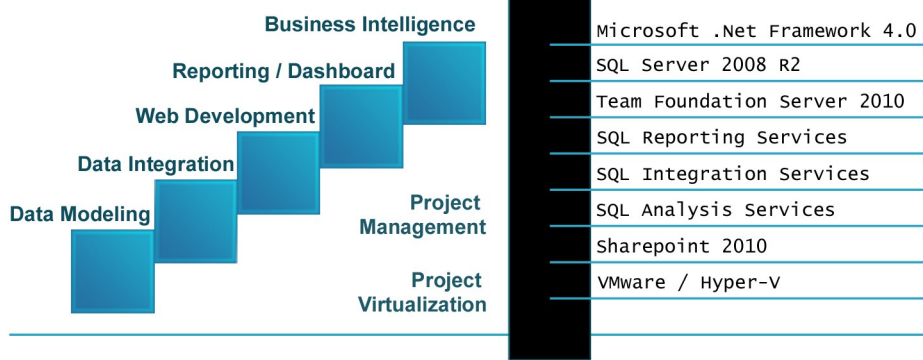 Business Intelligence
Reporting / Dashboard
Web Development
Data Integration
Data Modeling
Project
Management
Project
Virtualization
Microsoft .Net Framework 4.0
SQL Server 2008 R2
Team Foundation Server 2010
SQL Reporting Services
SQL Integration Services
SQL Analysis Services
Sharepoint 2010
VMware / Hyper-V